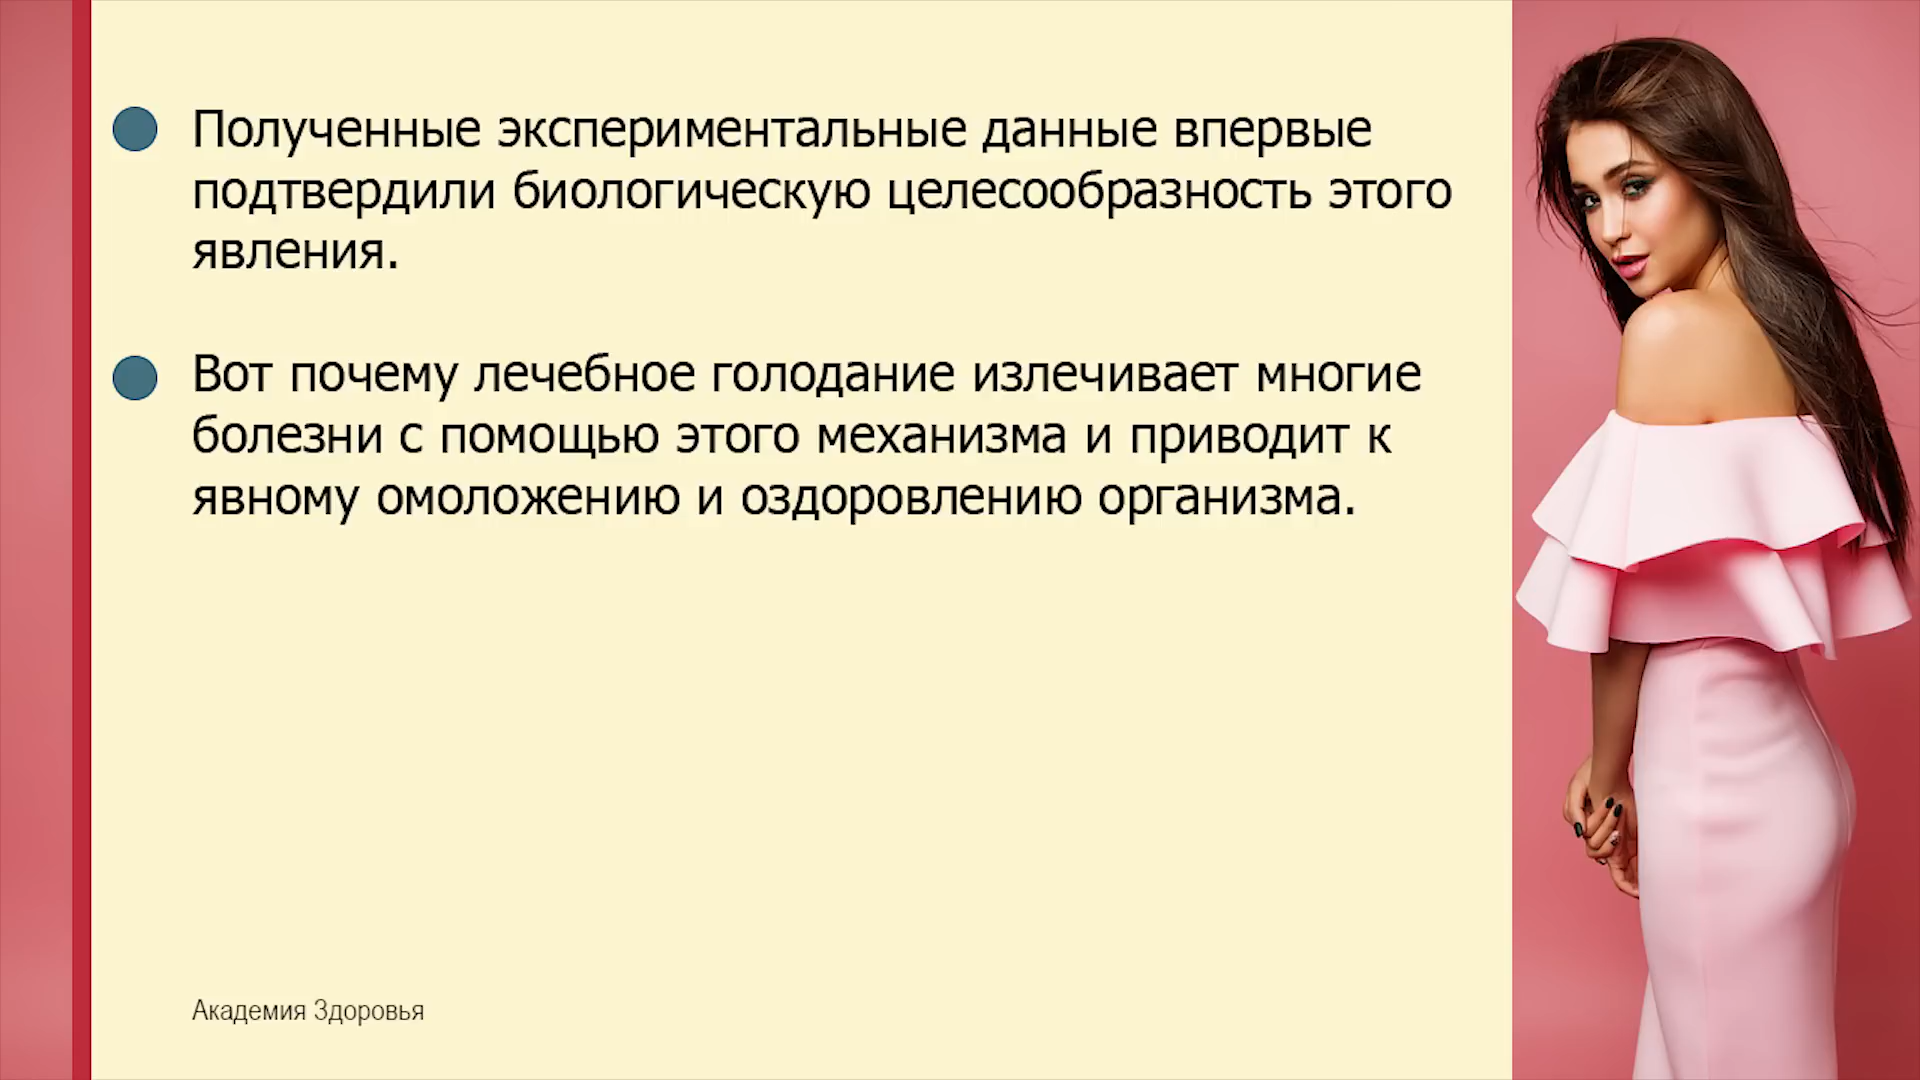 Полученные экспериментальные данные впервые
подтвердили биологическую целесообразность этого
явления.
Вот почему лечебное голодание излечивает многие
болезни с помощью этого механизма и приводит к
явному омоложению и оздоровлению организма.
Академия Здоровья